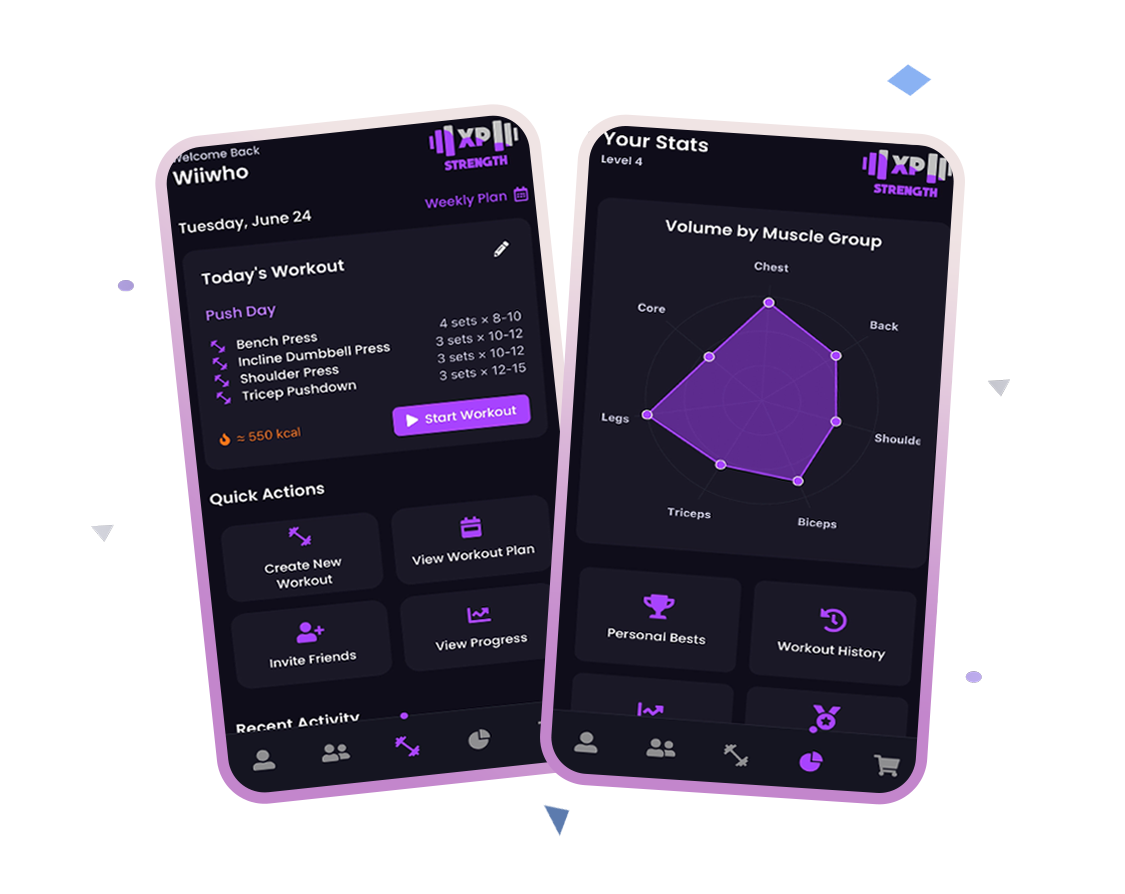 Welcome Back
Wiiwho
XP
STRENGTH
Tuesday, June 24
Weekly Plan
Today's Workout
Push Day
Bench Press 4 sets × 8-10
Incline Dumbbell Press 3 sets × 10-12
Shoulder Press 3 sets × 10-12
Tricep Pushdown 3 sets × 12-15
≈ 550 kcal
Start Workout
Quick Actions
Create New
Workout
View Workout Plan
Invite Friends
View Progress
Recent Activity
Your Stats
Level 4
XP
STRENGTH
Volume by Muscle Group
Chest
Back
Shoulde
Biceps
Triceps
Legs
Core
Personal Bests
Workout History